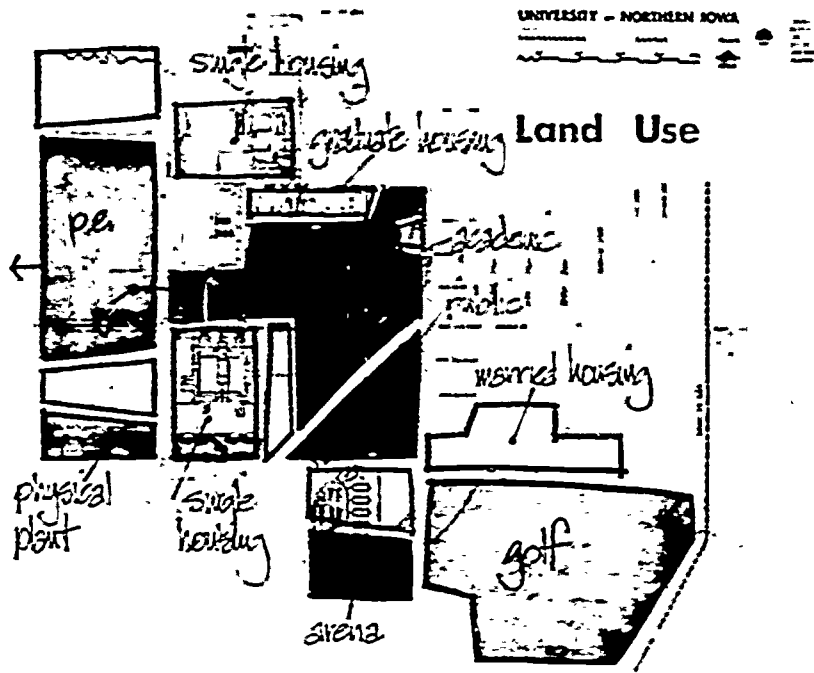 UNIVERSITY - NORTHERN IOWA
Land Use
single housing
graduate housing
p.e.
academic
public
married housing
physical
plant
single
housing
golf
arena